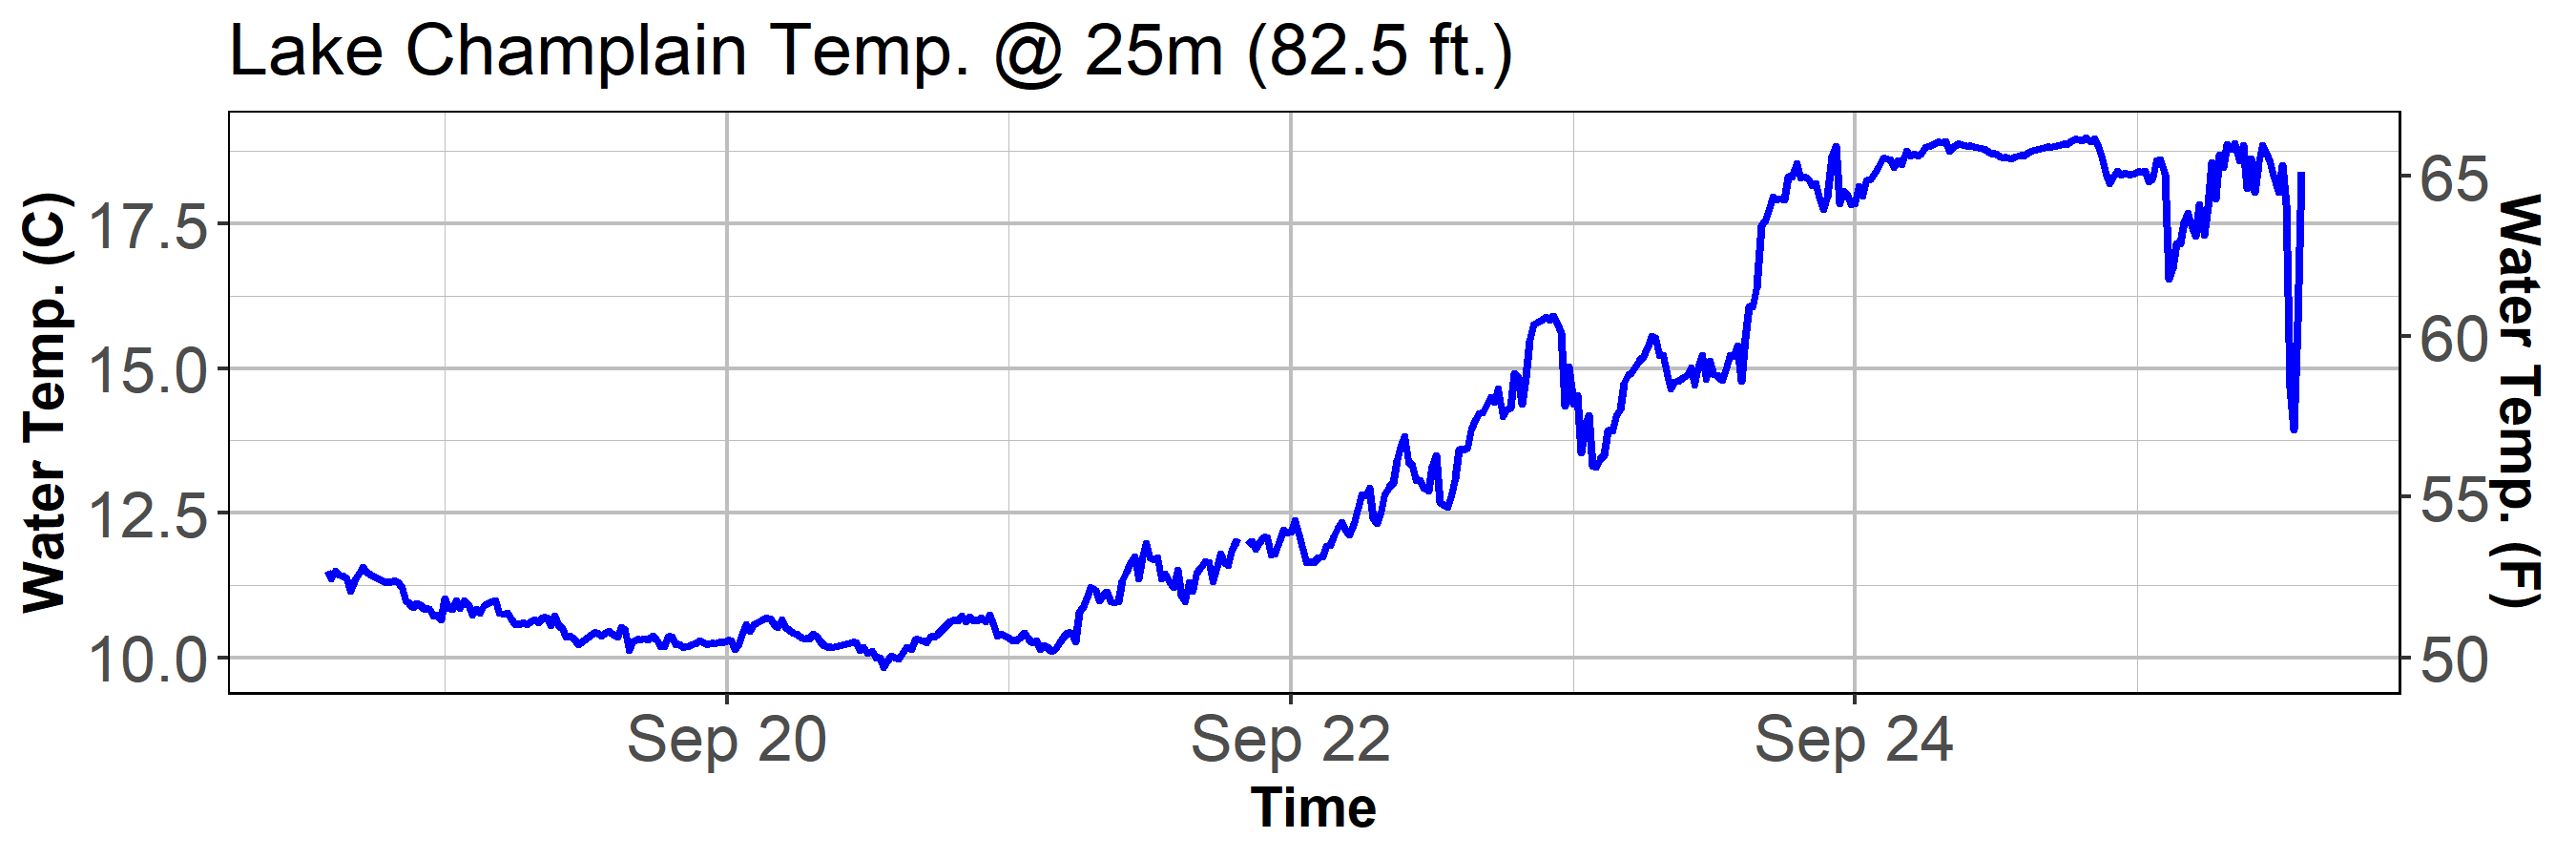 Lake Champlain Temp. @ 25m (82.5 ft.)
Water Temp. (C)
17.5
15.0
12.5
10.0
65
60
55
50
Water Temp. (F)
Sep 20
Sep 22
Sep 24
Time